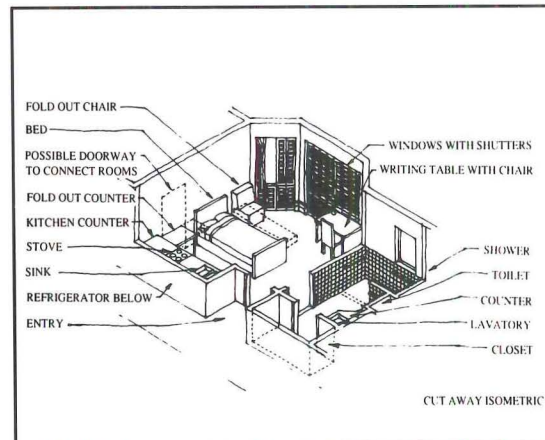 FOLD OUT CHAIR
BED
POSSIBLE DOORWAY
TO CONNECT ROOMS
FOLD OUT COUNTER
KITCHEN COUNTER
STOVE
SINK
REFRIGERATOR BELOW
ENTRY
WINDOWS WITH SHUTTERS
WRITING TABLE WITH CHAIR
SHOWER
TOILET
COUNTER
LAVATORY
CLOSET
CUT AWAY ISOMETRIC